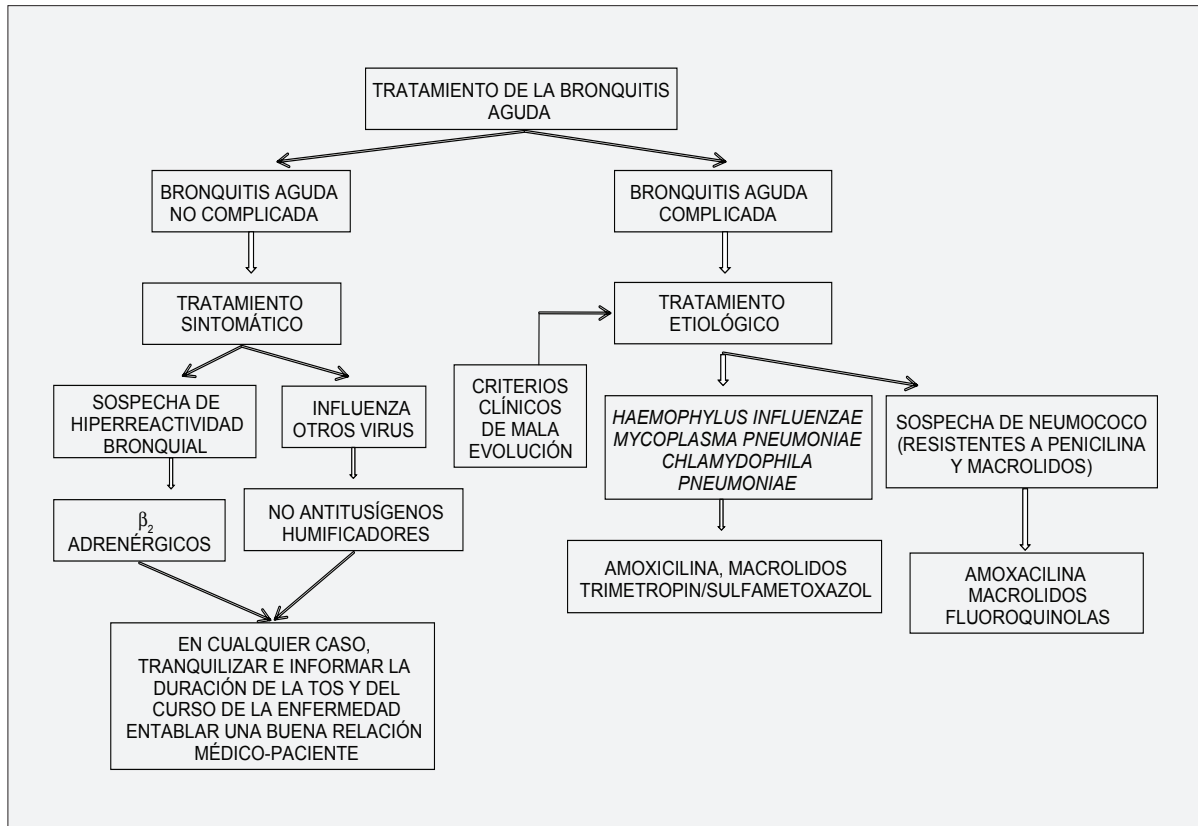 TRATAMIENTO DE LA BRONQUITIS
AGUDA
BRONQUITIS AGUDA
NO COMPLICADA
BRONQUITIS AGUDA
COMPLICADA
TRATAMIENTO
SINTOMÁTICO
TRATAMIENTO
ETIOLÓGICO
SOSPECHA DE
HIPERREACTIVIDAD
BRONQUIAL
INFLUENZA
OTROS VIRUS
CRITERIOS
CLÍNICOS
DE MALA
EVOLUCIÓN
HAEMOPHYLUS INFLUENZAE
MYCOPLASMA PNEUMONIAE
CHLAMYDOPHILA
PNEUMONIAE
SOSPECHA DE NEUMOCOCO
(RESISTENTES A PENICILINA
Y MACROLIDOS)
β2
ADRENÉRGICOS
NO ANTITUSÍGENOS
HUMIFICADORES
AMOXICILINA, MACROLIDOS
TRIMETROPIN/SULFAMETOXAZOL
AMOXACILINA
MACROLIDOS
FLUOROQUINOLAS
EN CUALQUIER CASO,
TRANQUILIZAR E INFORMAR LA
DURACIÓN DE LA TOS Y DEL
CURSO DE LA ENFERMEDAD
ENTABLAR UNA BUENA RELACIÓN
MÉDICO-PACIENTE